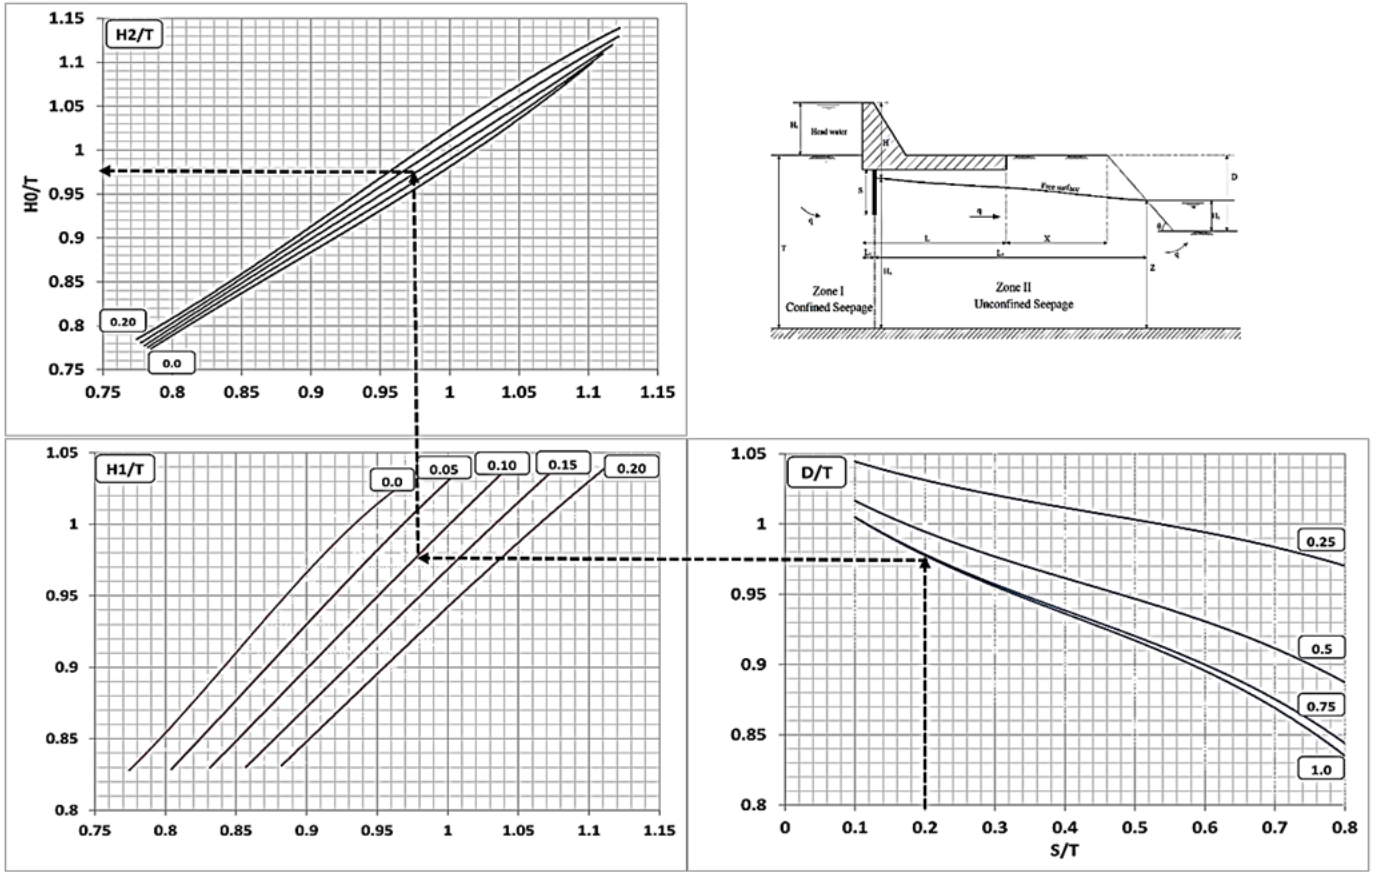 H2/T
1.15
1.1
1.05
1
0.95
0.9
0.85
0.8
0.75
H0/T
0.20
0.0
0.75 0.8 0.85 0.9 0.95 1 1.05 1.1 1.15
Head water
H
S
Free surface
D
q
q
q
θ
T
L
X
Z
Zone I
Confined Seepage
Zone II
Unconfined Seepage
H1/T
1.05
1
0.95
0.9
0.85
0.8
0.0
0.05
0.10
0.15
0.20
0.75 0.8 0.85 0.9 0.95 1 1.05 1.1 1.15
D/T
1.05
1
0.95
0.9
0.85
0.8
0.25
0.5
0.75
1.0
0 0.1 0.2 0.3 0.4 0.5 0.6 0.7 0.8
S/T